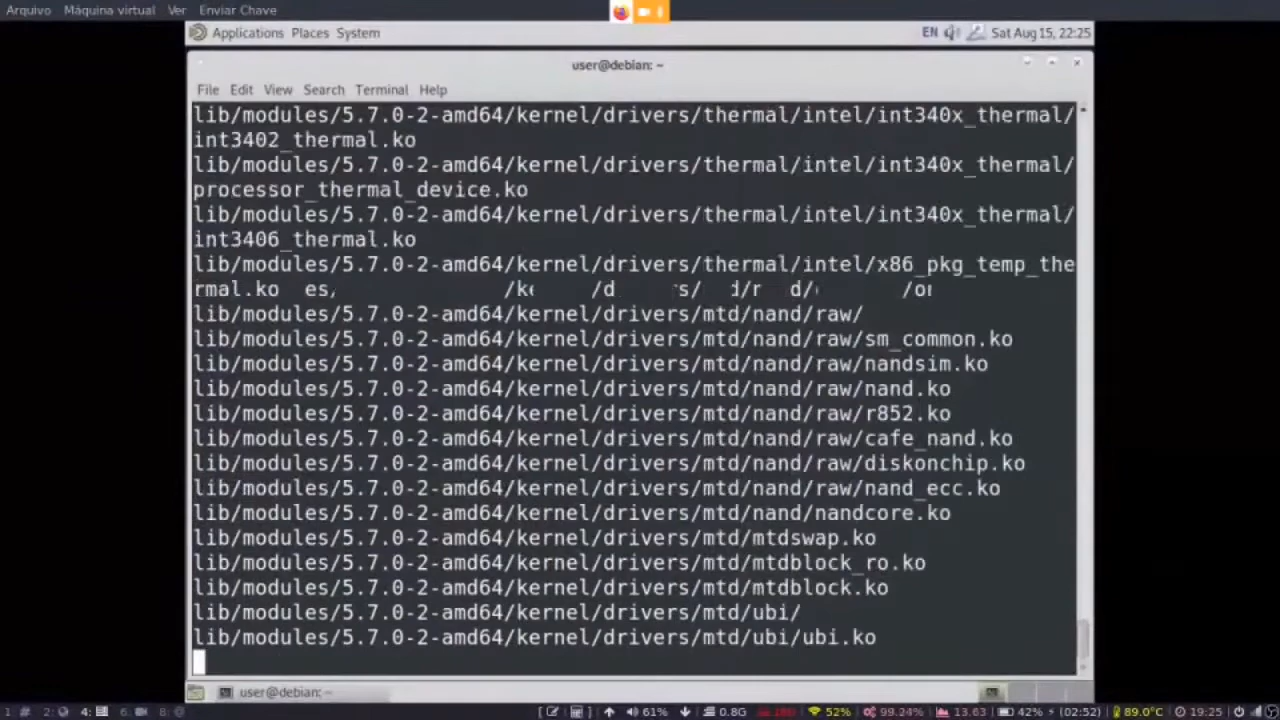 Arquivo Máquina virtual Ver Enviar Chave
Applications Places System EN Sat Aug 15, 22:25
user@debian: ~
File Edit View Search Terminal Help
lib/modules/5.7.0-2-amd64/kernel/drivers/thermal/intel/int340x_thermal/
int3402_thermal.ko
lib/modules/5.7.0-2-amd64/kernel/drivers/thermal/intel/int340x_thermal/
processor_thermal_device.ko
lib/modules/5.7.0-2-amd64/kernel/drivers/thermal/intel/int340x_thermal/
int3406_thermal.ko
lib/modules/5.7.0-2-amd64/kernel/drivers/thermal/intel/x86_pkg_temp_the
rmal.ko
lib/modules/5.7.0-2-amd64/kernel/drivers/mtd/nand/raw/
lib/modules/5.7.0-2-amd64/kernel/drivers/mtd/nand/raw/sm_common.ko
lib/modules/5.7.0-2-amd64/kernel/drivers/mtd/nand/raw/nandsim.ko
lib/modules/5.7.0-2-amd64/kernel/drivers/mtd/nand/raw/nand.ko
lib/modules/5.7.0-2-amd64/kernel/drivers/mtd/nand/raw/r852.ko
lib/modules/5.7.0-2-amd64/kernel/drivers/mtd/nand/raw/cafe_nand.ko
lib/modules/5.7.0-2-amd64/kernel/drivers/mtd/nand/raw/diskonchip.ko
lib/modules/5.7.0-2-amd64/kernel/drivers/mtd/nand/raw/nand_ecc.ko
lib/modules/5.7.0-2-amd64/kernel/drivers/mtd/nand/nandcore.ko
lib/modules/5.7.0-2-amd64/kernel/drivers/mtd/mtdswap.ko
lib/modules/5.7.0-2-amd64/kernel/drivers/mtd/mtdblock_ro.ko
lib/modules/5.7.0-2-amd64/kernel/drivers/mtd/mtdblock.ko
lib/modules/5.7.0-2-amd64/kernel/drivers/mtd/ubi/
lib/modules/5.7.0-2-amd64/kernel/drivers/mtd/ubi/ubi.ko
user@debian: ~
1: 2: 4: 6: 8: 61% 0.8G 52% 99.24% 13.63 42% (02:52) 89.0°C 19:25